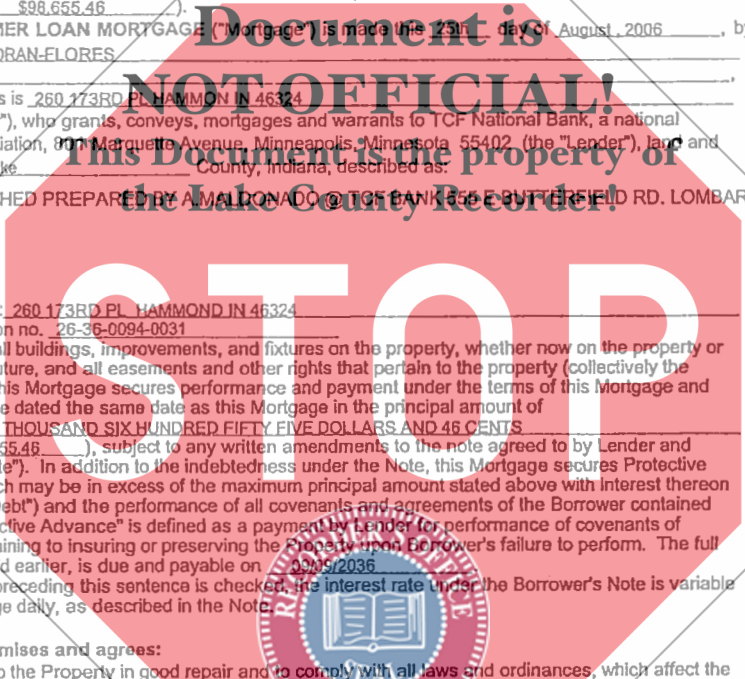 $98,655.46 ).
MER LOAN MORTGAGE ("Mortgage") is made this 25th day of August, 2006 , by
ORAN-FLORES
s is 260 173RD PL HAMMON IN 46324
"), who grants, conveys, mortgages and warrants to TCF National Bank, a national
iation, 801 Marquette Avenue, Minneapolis, Minnesota 55402 (the "Lender"), land and
ke County, Indiana, described as:
HED PREPARED BY A.MALDONADO @ TCF BANK 555 E BUTTERFIELD RD. LOMBAR
Document is
NOT OFFICIAL!
This Document is the property of
the Lake County Recorder!
STOP
: 260 173RD PL HAMMOND IN 46324
on no. 26-36-0094-0031
ll buildings, improvements, and fixtures on the property, whether now on the property or
uture, and all easements and other rights that pertain to the property (collectively the
his Mortgage secures performance and payment under the terms of this Mortgage and
e dated the same date as this Mortgage in the principal amount of
THOUSAND SIX HUNDRED FIFTY FIVE DOLLARS AND 46 CENTS
55.46 ), subject to any written amendments to the note agreed to by Lender and
te"). In addition to the indebtedness under the Note, this Mortgage secures Protective
ch may be in excess of the maximum principal amount stated above with interest thereon
ebt") and the performance of all covenants and agreements of the Borrower contained
ctive Advance" is defined as a payment by Lender for performance of covenants of
aining to insuring or preserving the Property upon Borrower's failure to perform. The full
d earlier, is due and payable on 09/09/2036
preceding this sentence is checked, the interest rate under the Borrower's Note is variable
ge daily, as described in the Note.
RECORDER'S OFFICE
mises and agrees:
p the Property in good repair and to comply with all laws and ordinances, which affect the